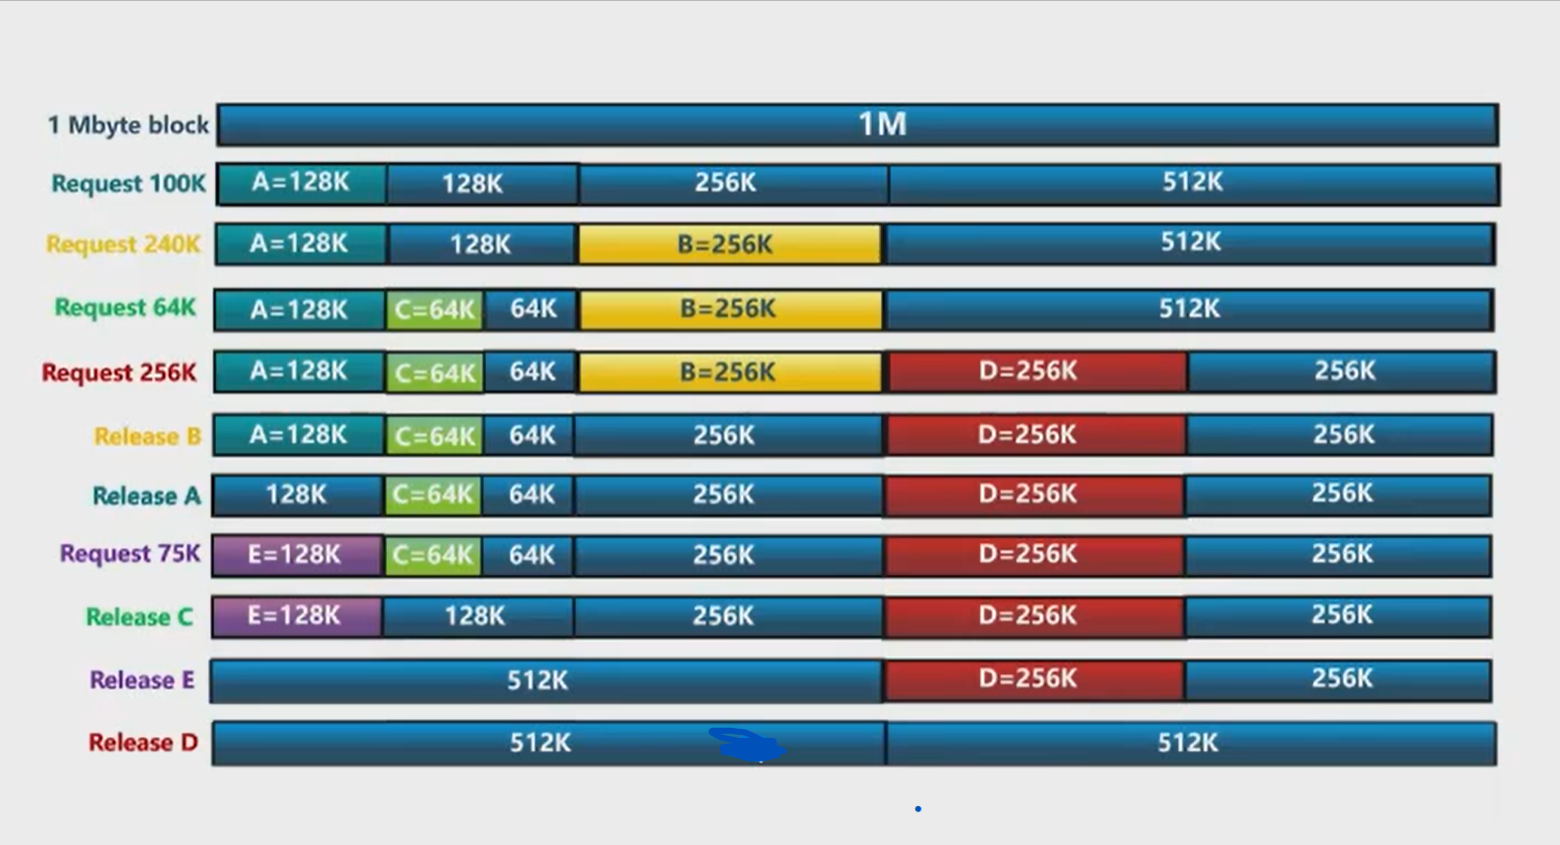 1 Mbyte block 1M
Request 100K A=128K 128K 256K 512K
Request 240K A=128K 128K B=256K 512K
Request 64K A=128K C=64K 64K B=256K 512K
Request 256K A=128K C=64K 64K B=256K D=256K 256K
Release B A=128K C=64K 64K 256K D=256K 256K
Release A 128K C=64K 64K 256K D=256K 256K
Request 75K E=128K C=64K 64K 256K D=256K 256K
Release C E=128K 128K 256K D=256K 256K
Release E 512K D=256K 256K
Release D 512K 512K